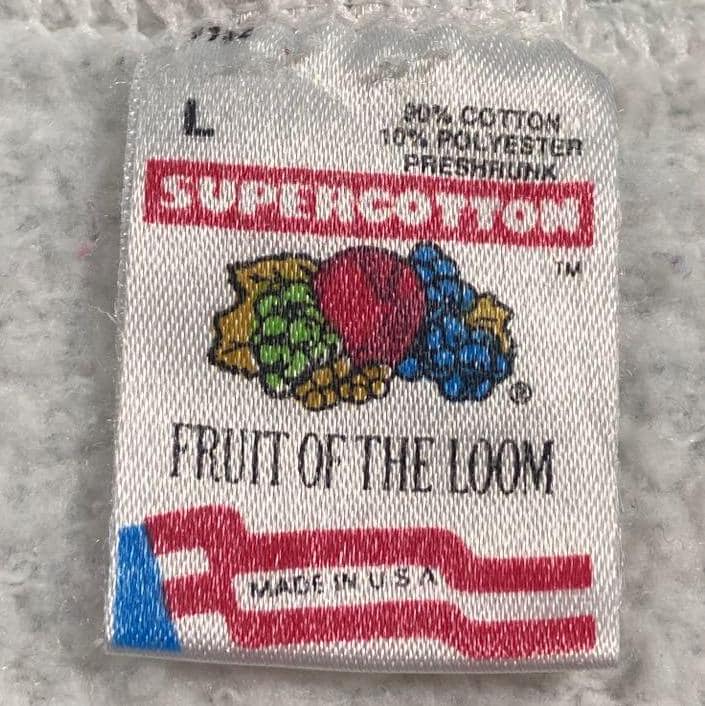 L
90% COTTON
10% POLYESTER
PRESHRUNK
SUPERCOTTON
TM
®
FRUIT OF THE LOOM
MADE IN U S A